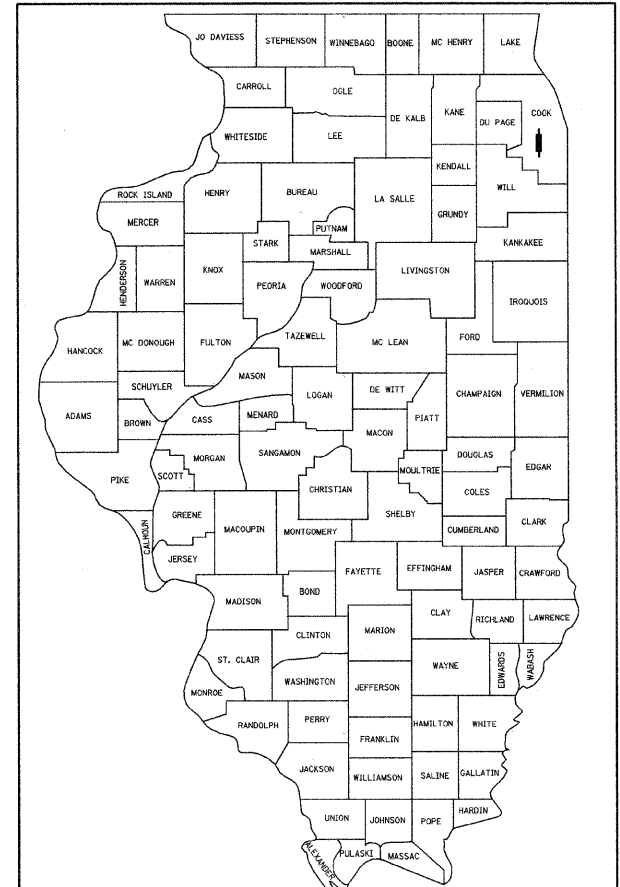 JO DAVIESS
STEPHENSON
WINNEBAGO
BOONE
MC HENRY
LAKE
CARROLL
OGLE
DE KALB
KANE
DU PAGE
COOK
WHITESIDE
LEE
KENDALL
WILL
ROCK ISLAND
HENRY
BUREAU
LA SALLE
GRUNDY
MERCER
PUTNAM
STARK
MARSHALL
KANKAKEE
HENDERSON
WARREN
KNOX
PEORIA
WOODFORD
LIVINGSTON
IROQUOIS
FORD
HANCOCK
MC DONOUGH
FULTON
TAZEWELL
MC LEAN
MASON
SCHUYLER
LOGAN
DE WITT
CHAMPAIGN
VERMILION
ADAMS
BROWN
CASS
MENARD
MACON
PIATT
MORGAN
SANGAMON
DOUGLAS
EDGAR
PIKE
SCOTT
MOULTRIE
CHRISTIAN
COLES
GREENE
MACOUPIN
MONTGOMERY
SHELBY
CUMBERLAND
CLARK
CALHOUN
JERSEY
FAYETTE
EFFINGHAM
JASPER
CRAWFORD
MADISON
BOND
CLAY
RICHLAND
LAWRENCE
CLINTON
MARION
ST. CLAIR
WAYNE
EDWARDS
WABASH
WASHINGTON
JEFFERSON
MONROE
RANDOLPH
PERRY
HAMILTON
WHITE
FRANKLIN
JACKSON
WILLIAMSON
SALINE
GALLATIN
UNION
JOHNSON
POPE
HARDIN
ALEXANDER
PULASKI
MASSAC